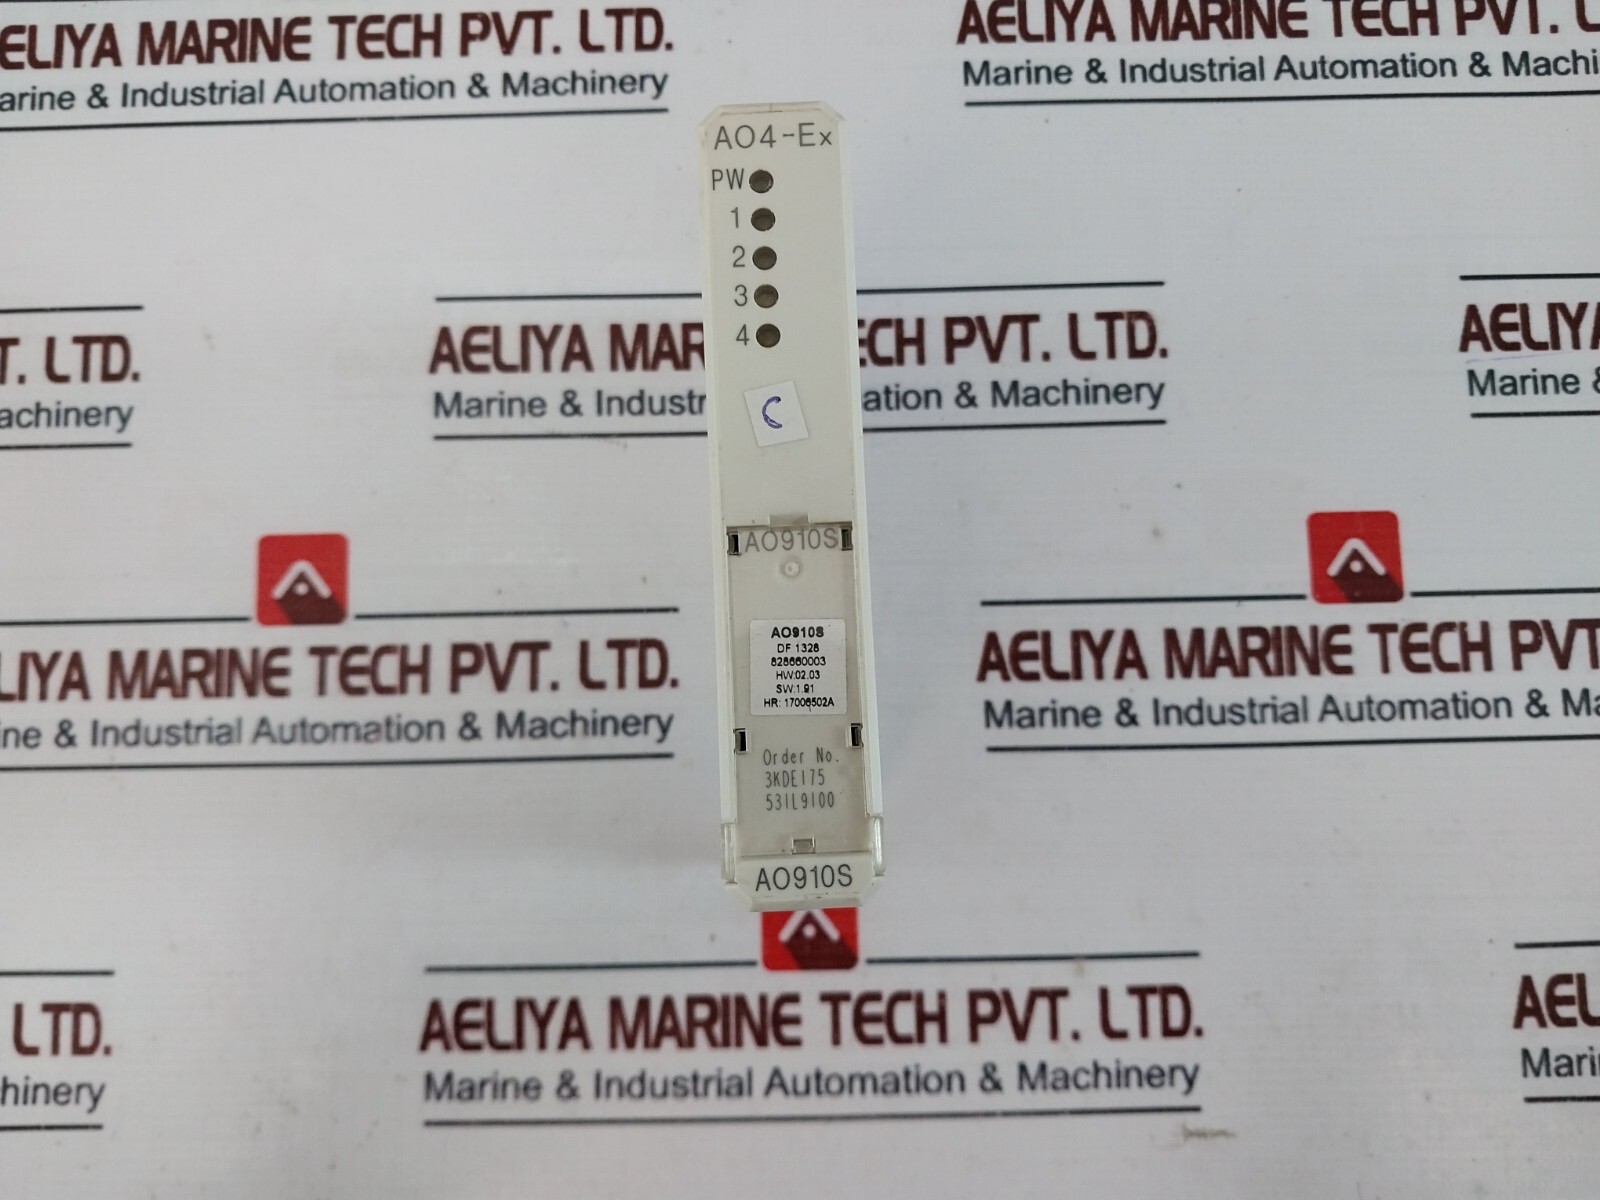 ELIYA MARINE TECH PVT. LTD.
arine & Industrial Automation & Machinery
AELIYA MARINE TECH PVT. L
Marine & Industrial Automation & Machi
AO4-Ex
PW
1
2
3
4
C
T. LTD.
achinery
AELIYA MAR
ECH PVT. LTD.
Marine & Industr
ation & Machinery
AELIYA
Marine &
AO910S
AO910S
DF 1328
828660003
HW:02.03
SW:1.91
HR: 17006502A
Order No.
3KDE175
531L9100
AO910S
LIYA MARINE TECH PVT. LTD.
ine & Industrial Automation & Machinery
AELIYA MARINE TECH PVT
Marine & Industrial Automation & Ma
LTD.
hinery
AELIYA MARINE TECH PVT. LTD.
Marine & Industrial Automation & Machinery
AEL
Mari